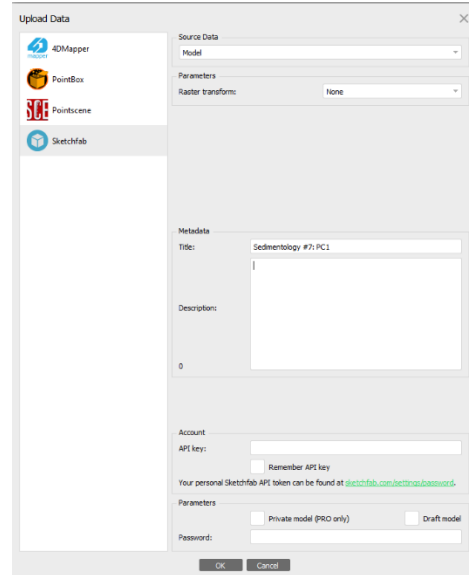 Upload Data
4DMapper
mapper
PointBox
SCE Pointscene
Sketchfab
Source Data
Model
Parameters
Raster transform: None
Metadata
Title: Sedimentology #7: PC1
Description:
0
Account
API key:
Remember API key
Your personal Sketchfab API token can be found at sketchfab.com/settings/password.
Parameters
Private model (PRO only) Draft model
Password:
OK Cancel